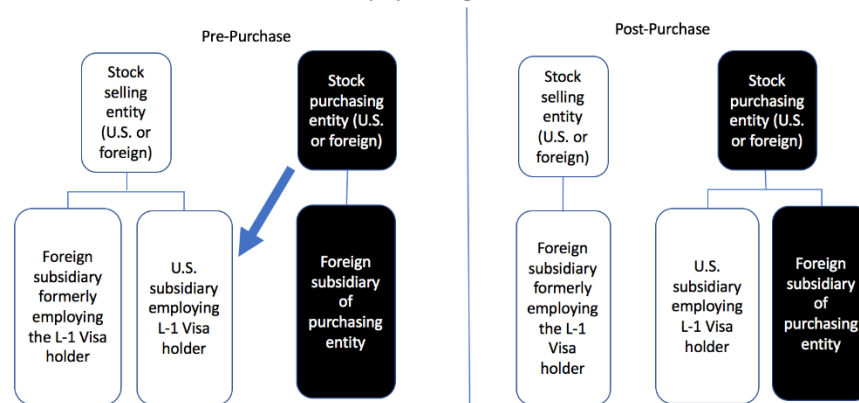 Pre-Purchase
Stock
selling
entity
(U.S. or
foreign)
Stock
purchasing
entity (U.S.
or foreign)
Foreign
subsidiary
formerly
employing
the L-1 Visa
holder
U.S.
subsidiary
employing
L-1 Visa
holder
Foreign
subsidiary
of
purchasing
entity
Post-Purchase
Stock
selling
entity
(U.S. or
foreign)
Stock
purchasing
entity (U.S.
or foreign)
Foreign
subsidiary
formerly
employing
the L-1
Visa
holder
U.S.
subsidiary
employing
L-1 Visa
holder
Foreign
subsidiary
of
purchasing
entity